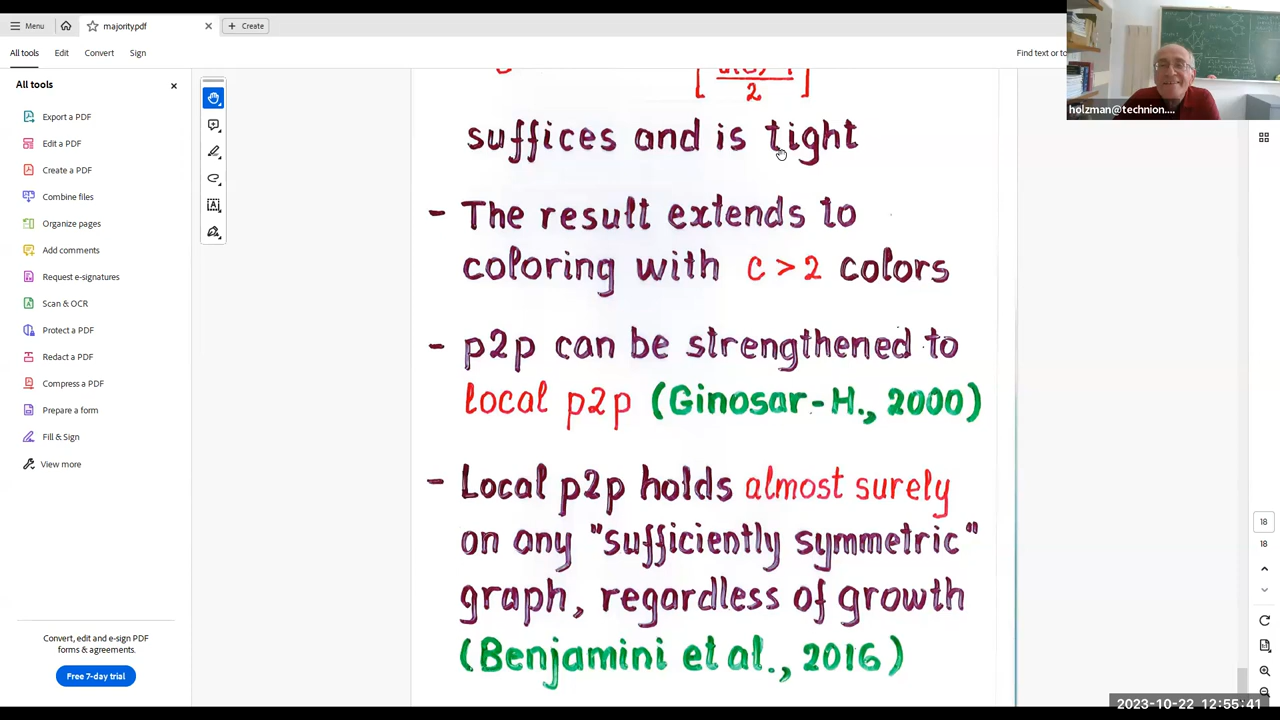 Menu
majority.pdf
Create
All tools
Edit
Convert
Sign
Find text or to
holzman@technion....
All tools
Export a PDF
Edit a PDF
Create a PDF
Combine files
Organize pages
Add comments
Request e-signatures
Scan & OCR
Protect a PDF
Redact a PDF
Compress a PDF
Prepare a form
Fill & Sign
View more
Convert, edit and e-sign PDF
forms & agreements.
Free 7-day trial
2
suffices and is tight
- The result extends to
coloring with c > 2 colors
- p2p can be strengthened to
local p2p (Ginosar-H., 2000)
- Local p2p holds almost surely
on any "sufficiently symmetric"
graph, regardless of growth
(Benjamini et al., 2016)
18
18
2023-10-22 12:55:41